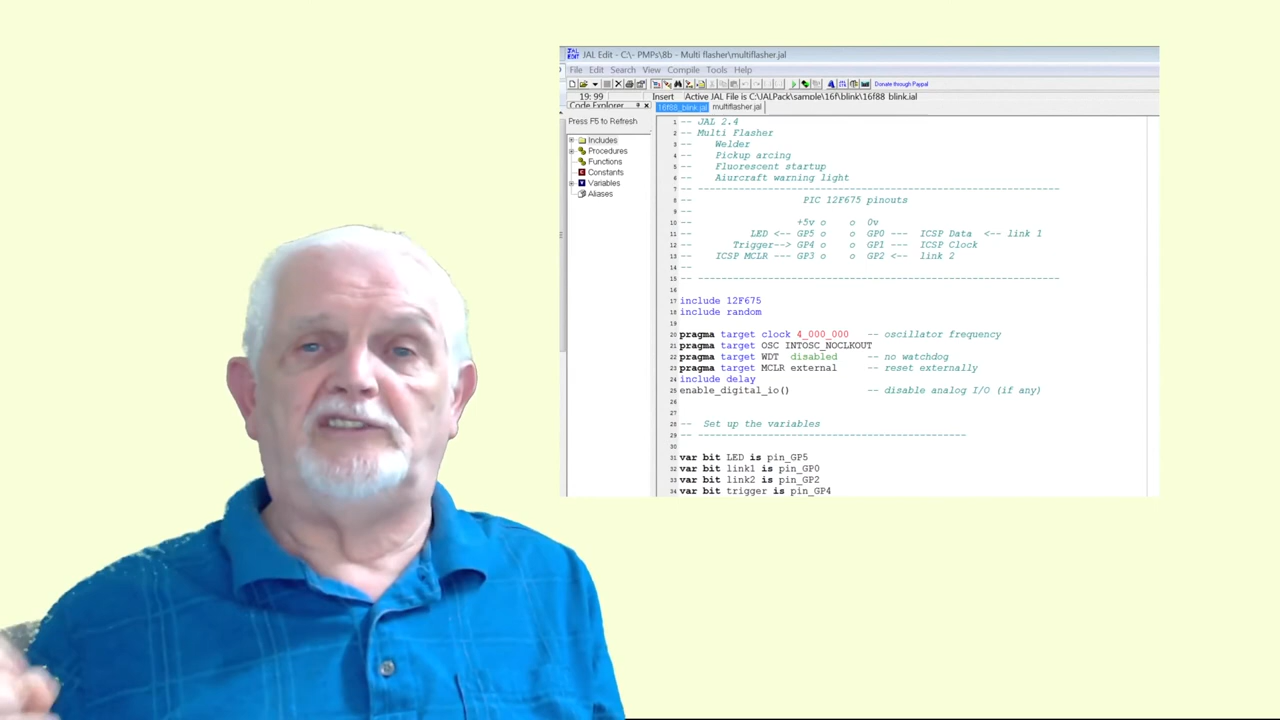 JAL Edit - C:\- PMPs\8b - Multi flasher\multiflasher.jal
File Edit Search View Compile Tools Help
Donate through Paypal
19: 99 Insert Active JAL File is C:\JALPack\sample\16f\blink\16f88 blink.jal
Code Explorer
16f88_blink.jal multiflasher.jal
Press F5 to Refresh
Includes
Procedures
Functions
Constants
Variables
Aliases
1 -- JAL 2.4
2 -- Multi Flasher
3 -- Welder
4 -- Pickup arcing
5 -- Fluorescent startup
6 -- Aiurcraft warning light
7 -- --------------------------------------------------------------
8 -- PIC 12F675 pinouts
9 --
10 -- +5v o o 0v
11 -- LED <-- GP5 o o GP0 --- ICSP Data <-- link 1
12 -- Trigger--> GP4 o o GP1 --- ICSP Clock
13 -- ICSP MCLR --- GP3 o o GP2 <-- link 2
14 --
15 -- --------------------------------------------------------------
16
17 include 12F675
18 include random
19
20 pragma target clock 4_000_000 -- oscillator frequency
21 pragma target OSC INTOSC_NOCLKOUT
22 pragma target WDT disabled -- no watchdog
23 pragma target MCLR external -- reset externally
24 include delay
25 enable_digital_io() -- disable analog I/O (if any)
26
27
28 -- Set up the variables
29 -- ----------------------------------------------
30
31 var bit LED is pin_GP5
32 var bit link1 is pin_GP0
33 var bit link2 is pin_GP2
34 var bit trigger is pin_GP4